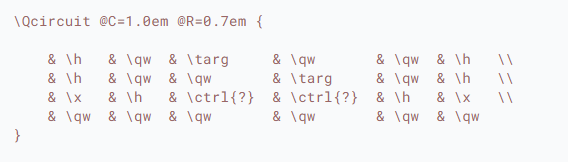 \Qcircuit @C=1.0em @R=0.7em {
& \h & \qw & \targ & \qw & \qw & \h \\
& \h & \qw & \qw & \targ & \qw & \h \\
& \x & \h & \ctrl{?} & \ctrl{?} & \h & \x \\
& \qw & \qw & \qw & \qw & \qw & \qw
}